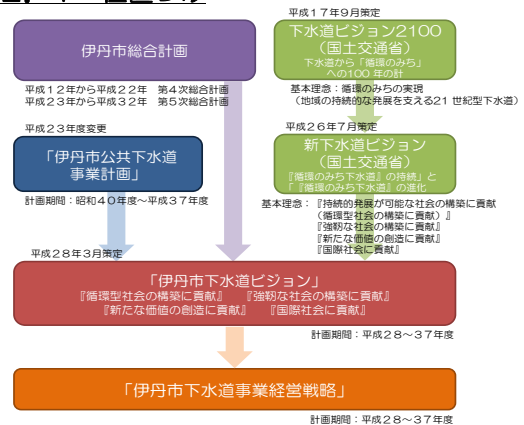 平成17年9月策定
伊丹市総合計画
下水道ビジョン2100
(国土交通省)
下水道から「循環のみち」
への100年の計
平成12年から平成22年 第4次総合計画
平成23年から平成32年 第5次総合計画
基本理念:循環のみちの実現
(地域の持続的な発展を支える21世紀型下水道)
平成23年度変更
「伊丹市公共下水道
事業計画」
計画期間:昭和40年度~平成37年度
平成26年7月策定
新下水道ビジョン
(国土交通省)
『循環のみち下水道』の持続」と
「『循環のみち下水道』の進化
基本理念:『持続的発展が可能な社会の構築に貢献
(循環型社会の構築に貢献)』
『強靭な社会の構築に貢献』
『新たな価値の創造に貢献』
『国際社会に貢献』
平成28年3月策定
「伊丹市下水道ビジョン」
『循環型社会の構築に貢献』 『強靭な社会の構築に貢献』
『新たな価値の創造に貢献』 『国際社会に貢献』
計画期間:平成28~37年度
「伊丹市下水道事業経営戦略」
計画期間:平成28~37年度